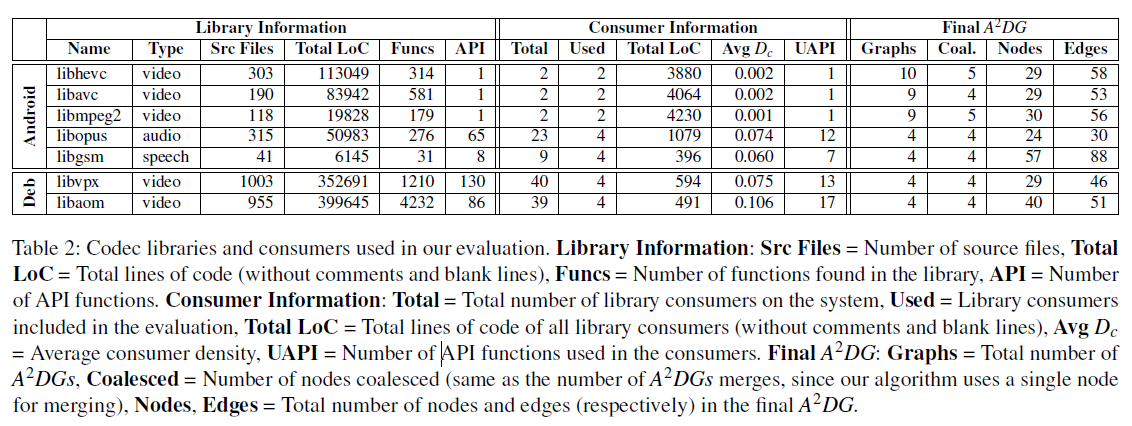 Library Information Consumer Information Final A²DG
Name Type Src Files Total LoC Funcs API Total Used Total LoC Avg D_c UAPI Graphs Coal. Nodes Edges
Android
libhevc video 303 113049 314 1 2 2 3880 0.002 1 10 5 29 58
libavc video 190 83942 581 1 2 2 4064 0.002 1 9 4 29 53
libmpeg2 video 118 19828 179 1 2 2 4230 0.001 1 9 5 30 56
libopus audio 315 50983 276 65 23 4 1079 0.074 12 4 4 24 30
libgsm speech 41 6145 31 8 9 4 396 0.060 7 4 4 57 88
Deb
libvpx video 1003 352691 1210 130 40 4 594 0.075 13 4 4 29 46
libaom video 955 399645 4232 86 39 4 491 0.106 17 4 4 40 51
Table 2: Codec libraries and consumers used in our evaluation. Library Information: Src Files = Number of source files, Total
LoC = Total lines of code (without comments and blank lines), Funcs = Number of functions found in the library, API = Number
of API functions. Consumer Information: Total = Total number of library consumers on the system, Used = Library consumers
included in the evaluation, Total LoC = Total lines of code of all library consumers (without comments and blank lines), Avg D_c
= Average consumer density, UAPI = Number of API functions used in the consumers. Final A²DG: Graphs = Total number of
A²DGs, Coalesced = Number of nodes coalesced (same as the number of A²DGs merges, since our algorithm uses a single node
for merging), Nodes, Edges = Total number of nodes and edges (respectively) in the final A²DG.